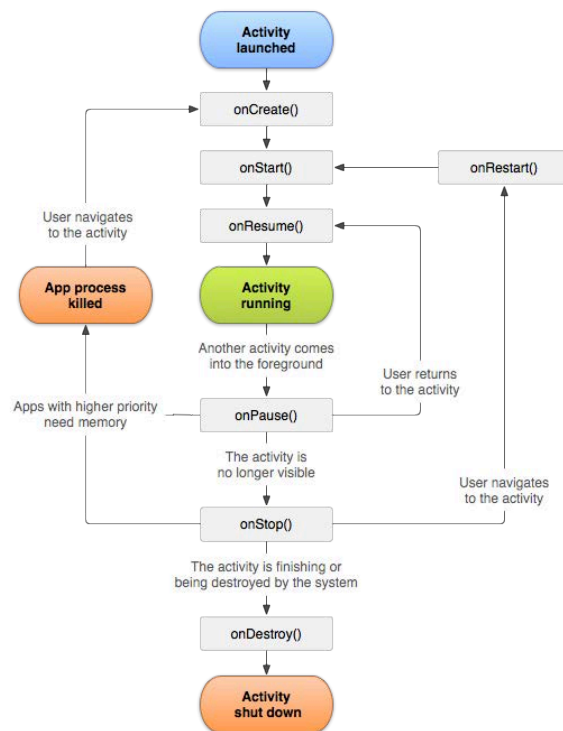 Activity
launched
onCreate()
onStart()
onRestart()
User navigates
to the activity
onResume()
App process
killed
Activity
running
Another activity comes
into the foreground
User returns
to the activity
Apps with higher priority
need memory
onPause()
The activity is
no longer visible
User navigates
to the activity
onStop()
The activity is finishing or
being destroyed by the system
onDestroy()
Activity
shut down